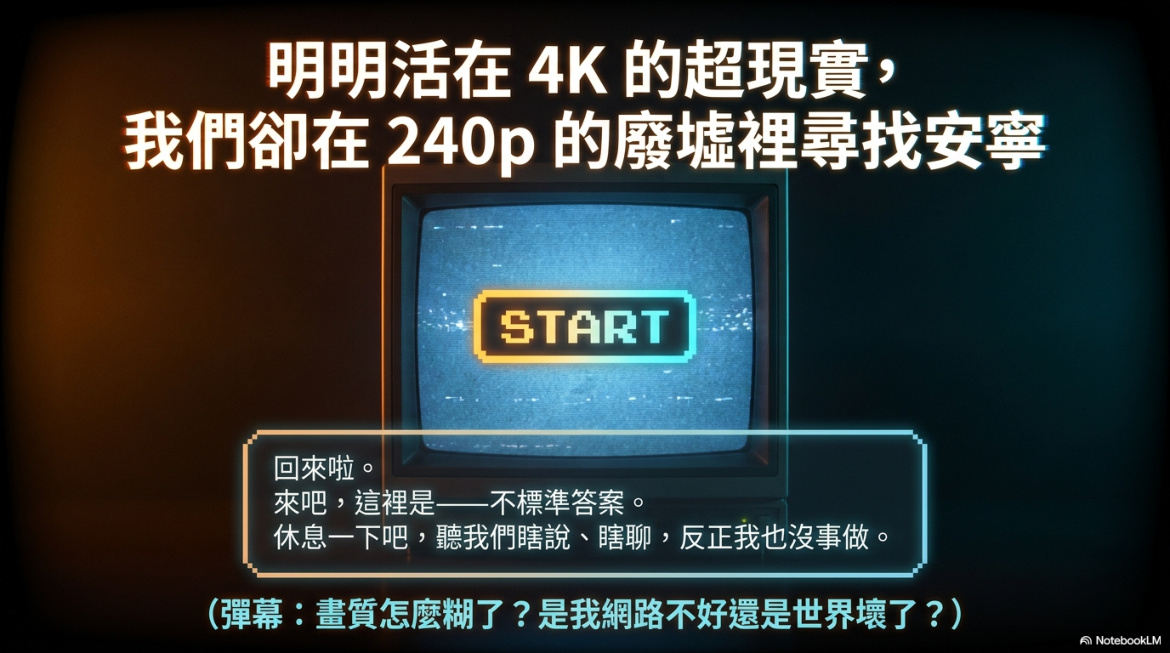 明明活在 4K 的超現實，
我們卻在 240p 的廢墟裡尋找安寧
START
回來啦。
來吧，這裡是——不標準答案。
休息一下吧，聽我們瞎說、瞎聊，反正我也沒事做。
（彈幕：畫質怎麼糊了？是我網路不好還是世界壞了？）
NotebookLM